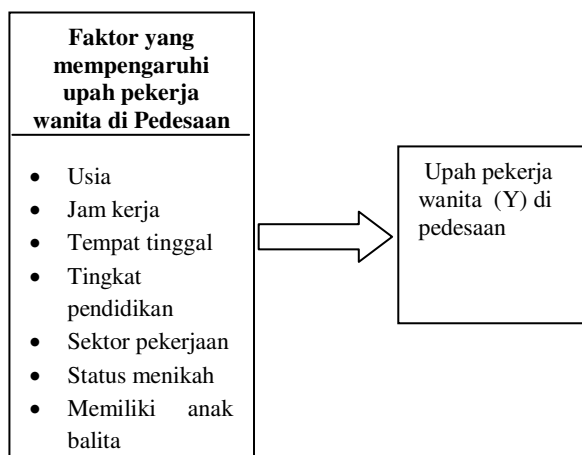 Faktor yang
mempengaruhi
upah pekerja
wanita di Pedesaan
• Usia
• Jam kerja
• Tempat tinggal
• Tingkat
pendidikan
• Sektor pekerjaan
• Status menikah
• Memiliki anak
balita
Upah pekerja
wanita (Y) di
pedesaan